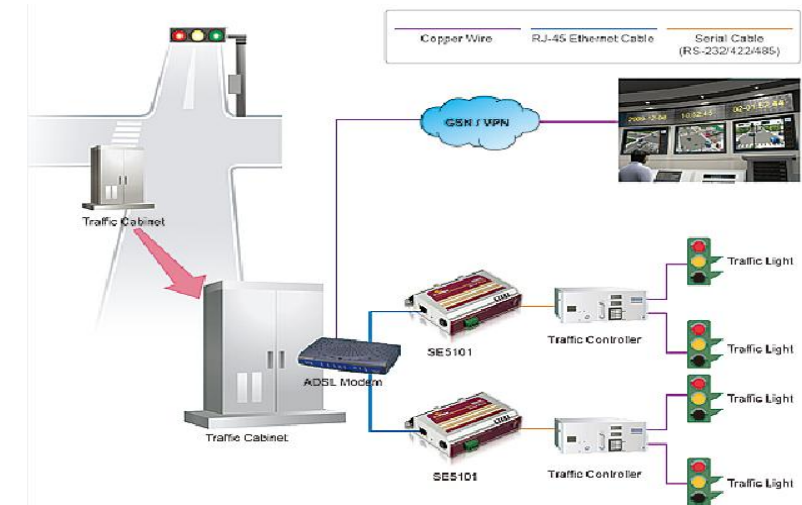 Copper Wire
RJ-45 Ethernet Cable
Serial Cable
(RS-232/422/485)
GSN / VPN
Traffic Cabinet
Traffic Light
SE5101
Traffic Controller
ADSL Modem
Traffic Light
Traffic Light
Traffic Cabinet
SE5101
Traffic Controller
Traffic Light